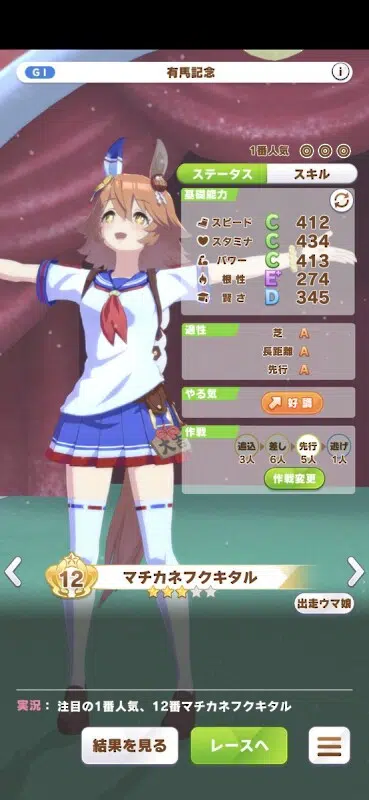 GI 有馬記念 i
1番人気 ◎ ◎ ◎
ステータス スキル
基礎能力
スピード C 412
スタミナ C 434
パワー C 413
根性 E+ 274
賢さ D 345
適性
芝 A
長距離 A
先行 A
やる気
好調
作戦
追込 差し 先行 逃げ
3人 6人 5人 1人
作戦変更
大吉
12 マチカネフクキタル
出走ウマ娘
実況： 注目の1番人気、12番マチカネフクキタル
結果を見る レースへ